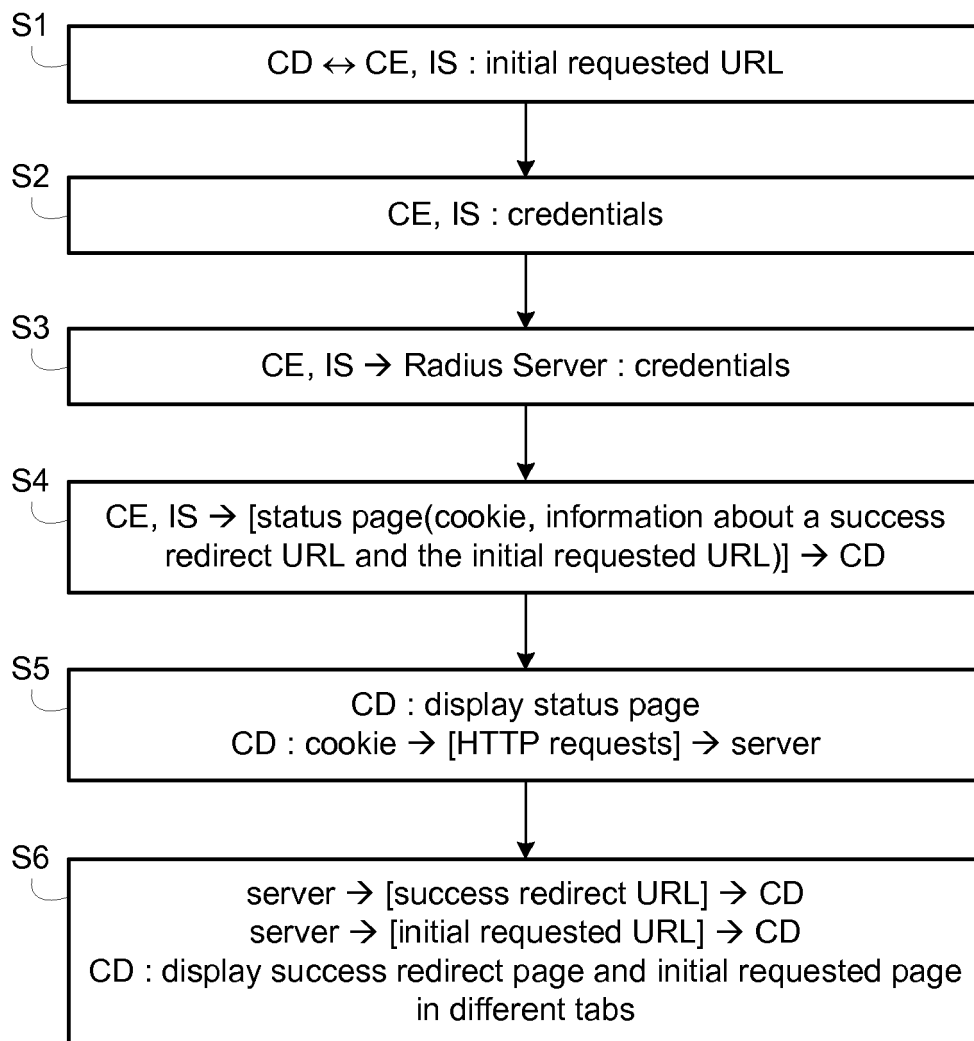 S1
CD ↔ CE, IS : initial requested URL
S2
CE, IS : credentials
S3
CE, IS → Radius Server : credentials
S4
CE, IS → [status page(cookie, information about a success
redirect URL and the initial requested URL)] → CD
S5
CD : display status page
CD : cookie → [HTTP requests] → server
S6
server → [success redirect URL] → CD
server → [initial requested URL] → CD
CD : display success redirect page and initial requested page
in different tabs